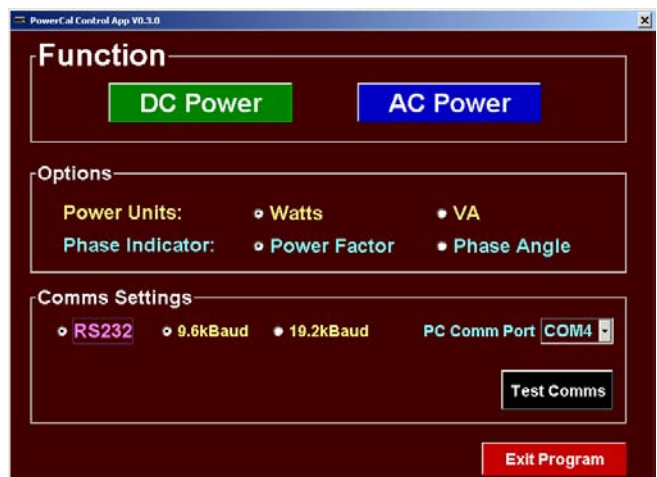 PowerCal Control App V0.3.0
Function
DC Power AC Power
Options
Power Units: Watts VA
Phase Indicator: Power Factor Phase Angle
Comms Settings
RS232 9.6kBaud 19.2kBaud PC Comm Port COM4
Test Comms
Exit Program